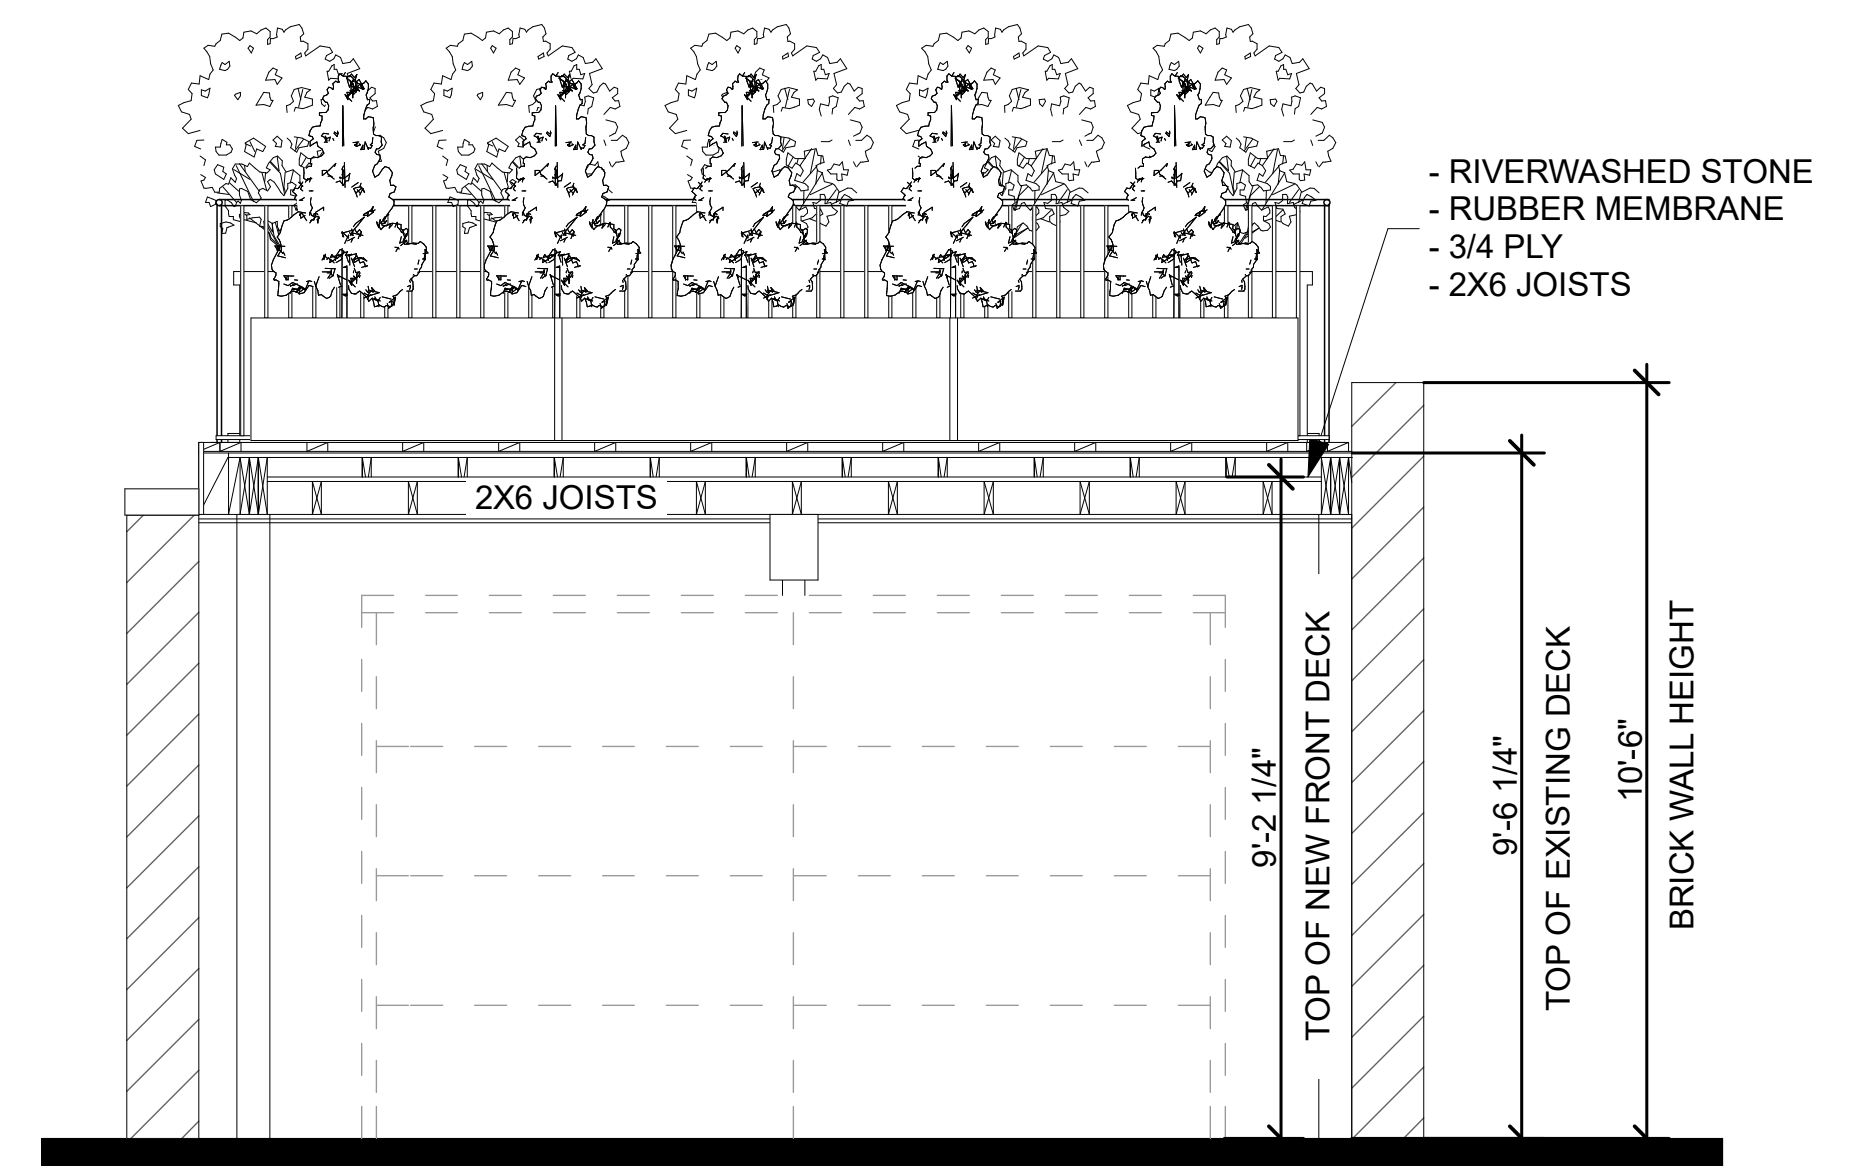 - RIVERWASHED STONE
- RUBBER MEMBRANE
- 3/4 PLY
- 2X6 JOISTS
2X6 JOISTS
9'-2 1/4"
TOP OF NEW FRONT DECK
9'-6 1/4"
TOP OF EXISTING DECK
10'-6"
BRICK WALL HEIGHT